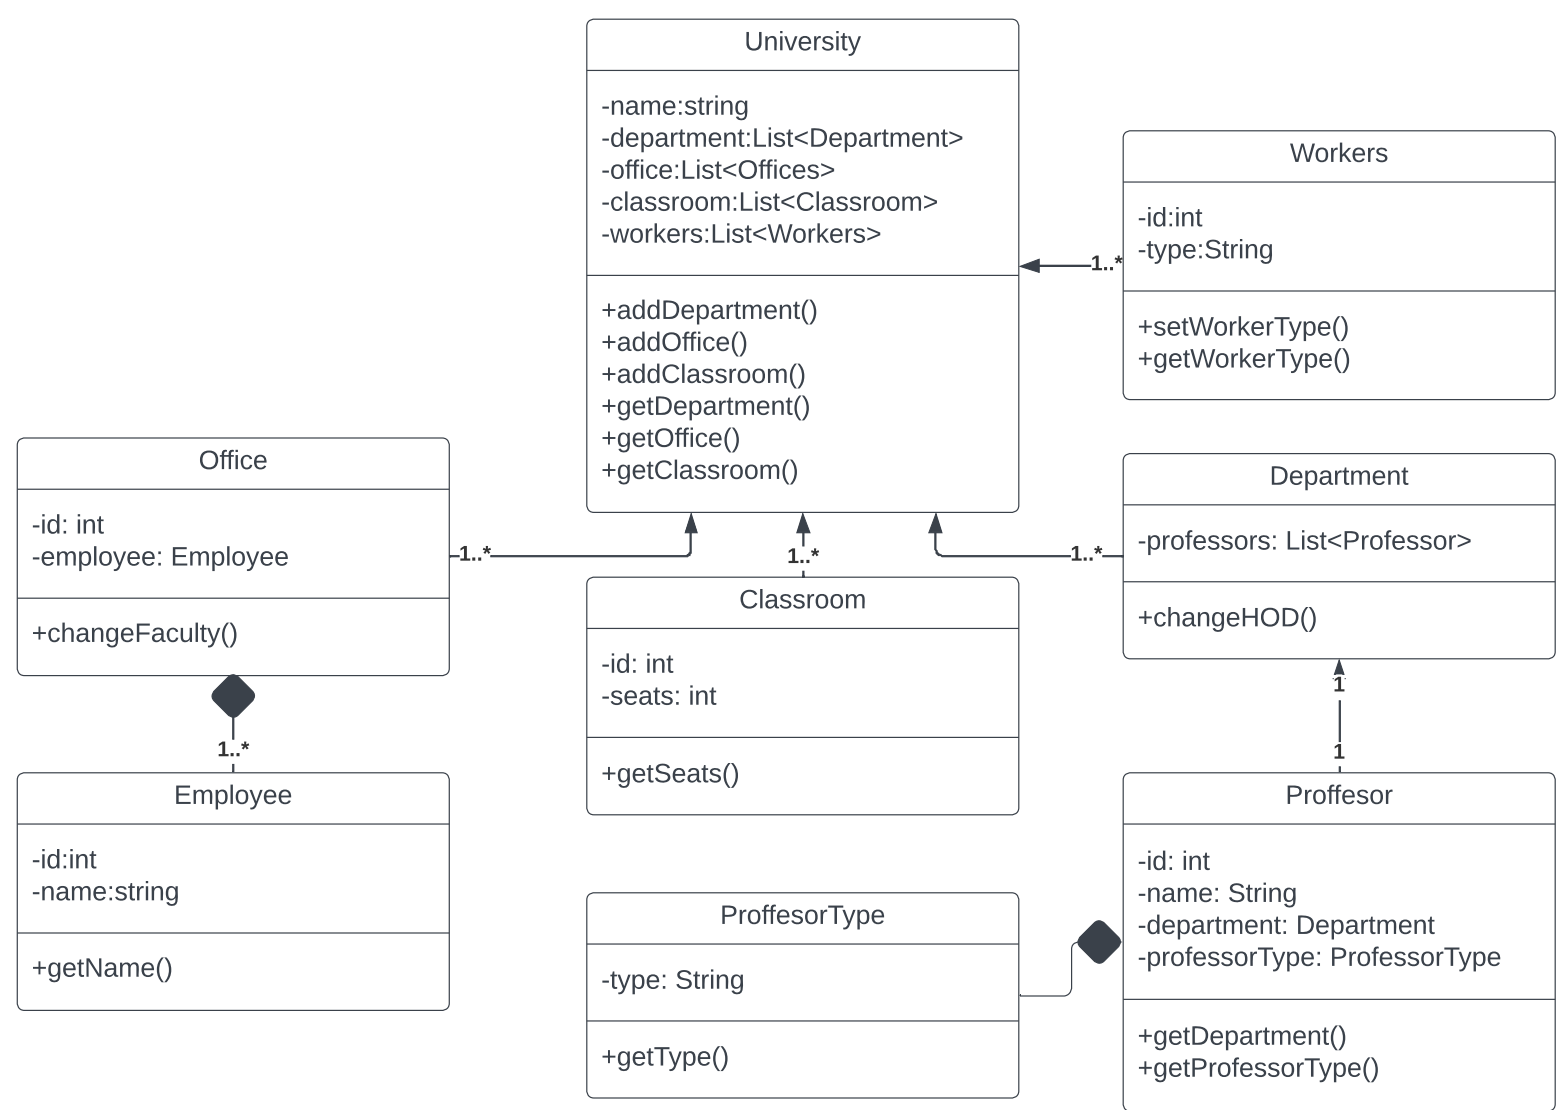 University
-name:string
-department:List<Department>
-office:List<Offices>
-classroom:List<Classroom>
-workers:List<Workers>
+addDepartment()
+addOffice()
+addClassroom()
+getDepartment()
+getOffice()
+getClassroom()
Workers
-id:int
-type:String
+setWorkerType()
+getWorkerType()
1..*
Office
-id: int
-employee: Employee
+changeFaculty()
1..*
1..*
1..*
Department
-professors: List<Professor>
+changeHOD()
Classroom
-id: int
-seats: int
+getSeats()
1
1
1..*
Employee
-id:int
-name:string
+getName()
Proffesor
-id: int
-name: String
-department: Department
-professorType: ProfessorType
+getDepartment()
+getProfessorType()
ProffesorType
-type: String
+getType()